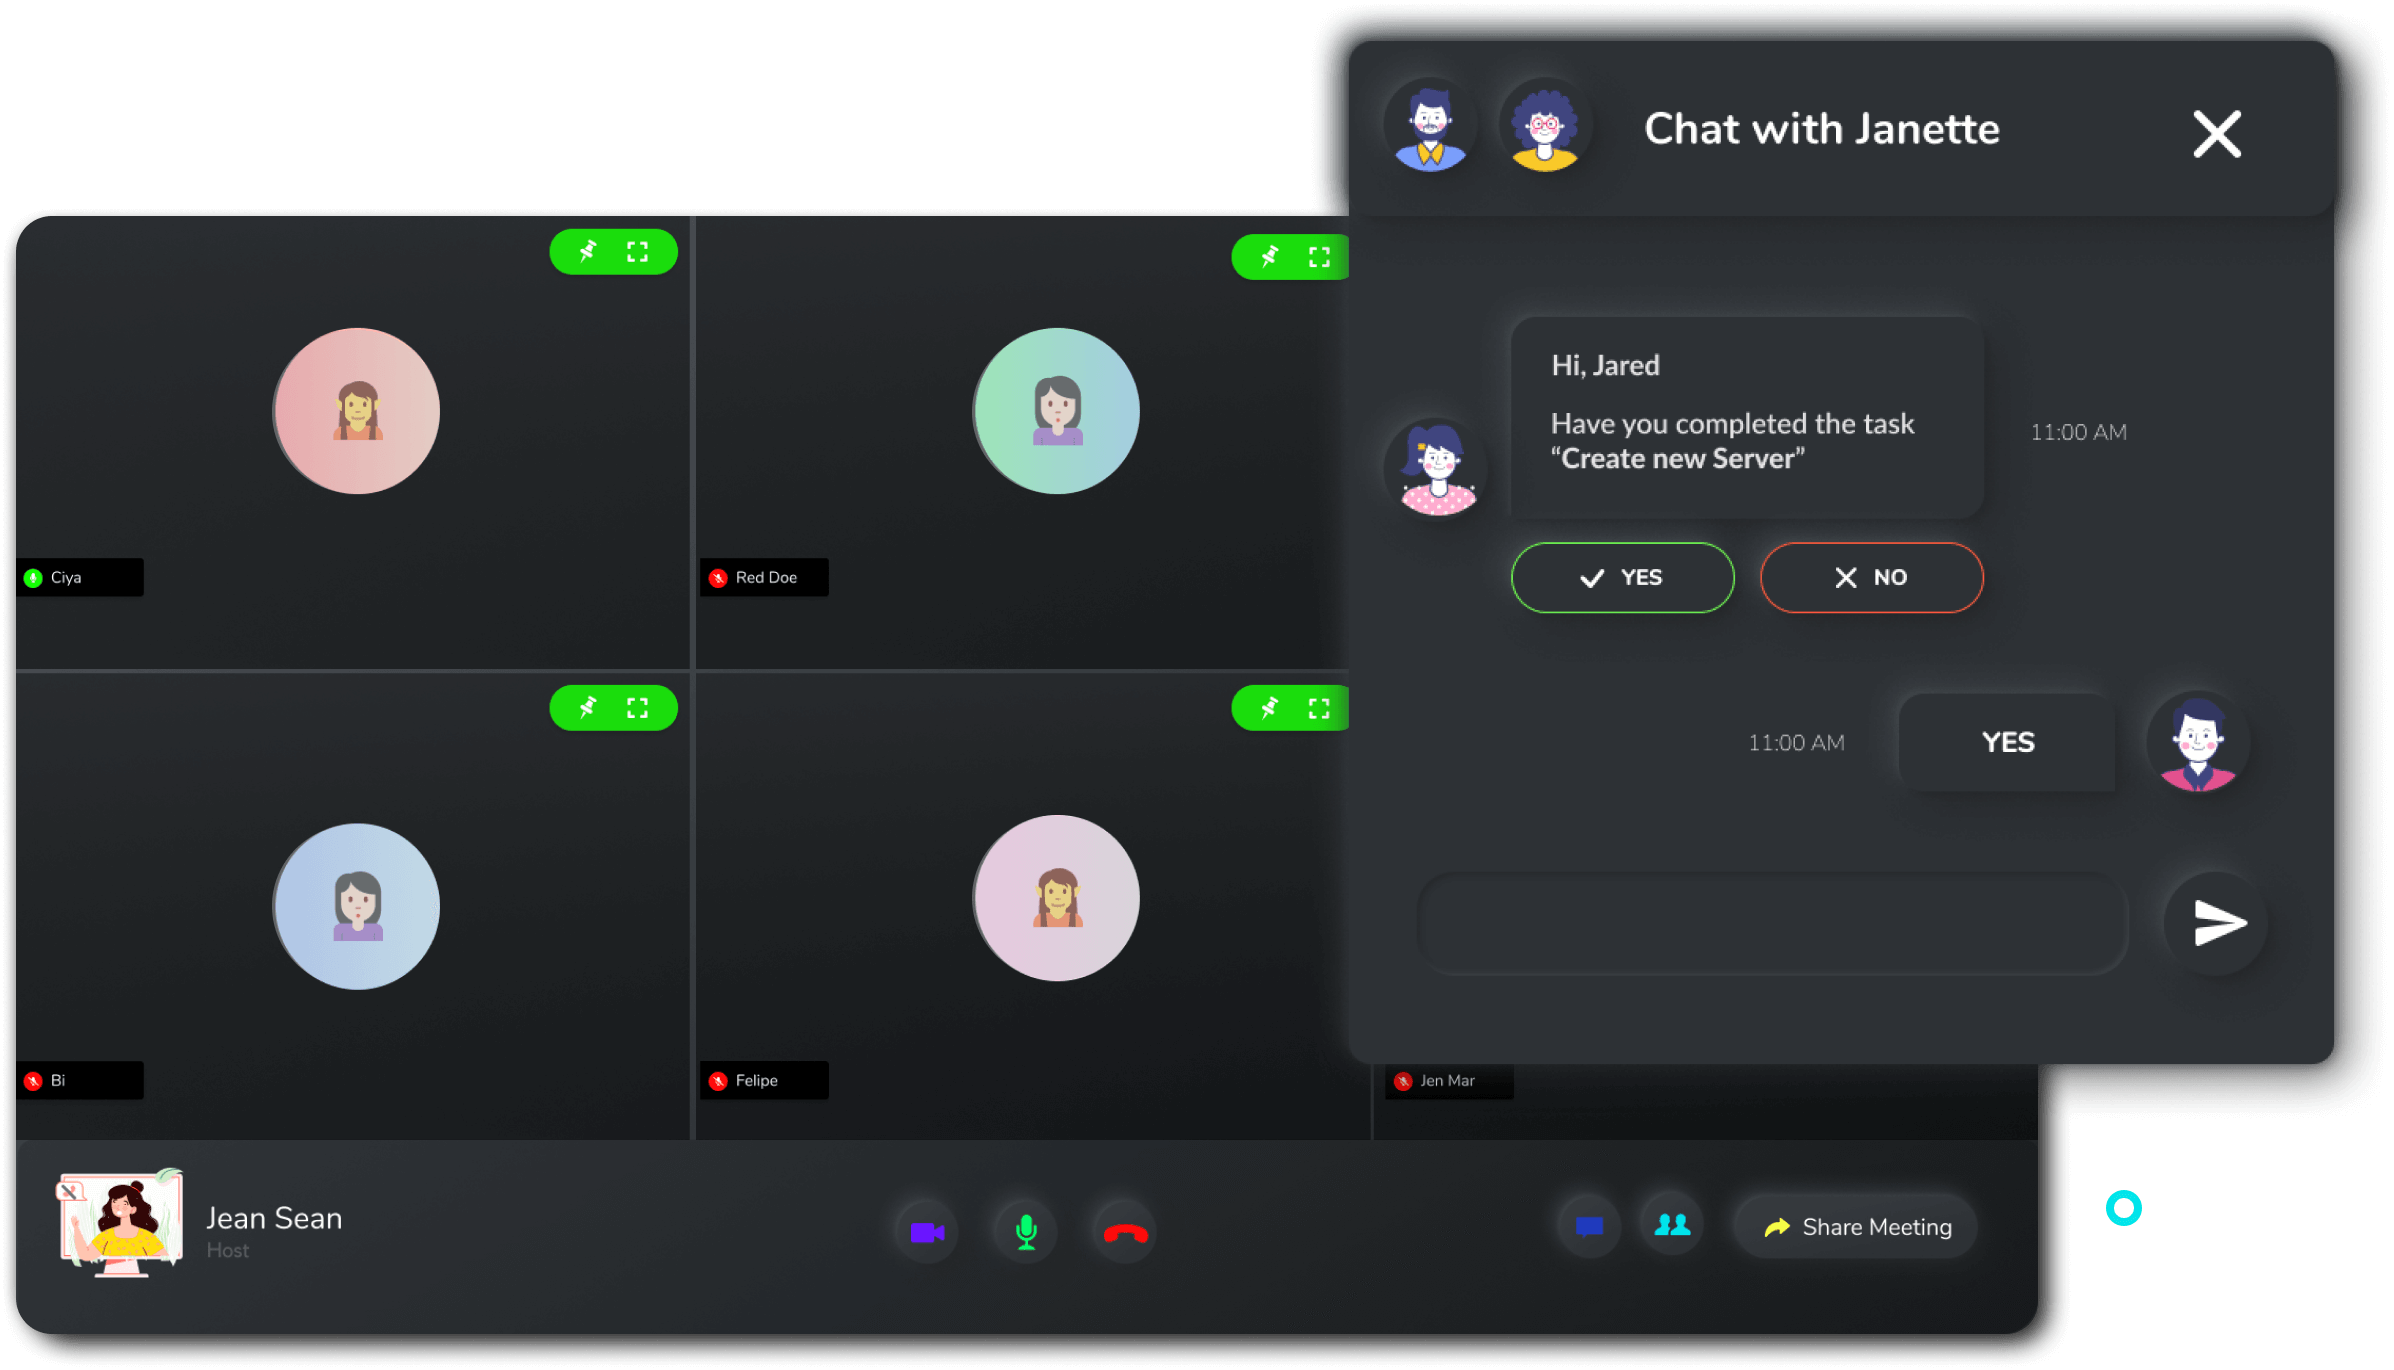 Chat with Janette
Hi, Jared
Have you completed the task
“Create new Server”
11:00 AM
YES
NO
11:00 AM
YES
Ciya
Red Doe
Bi
Felipe
Jen Mar
Jean Sean
Host
Share Meeting